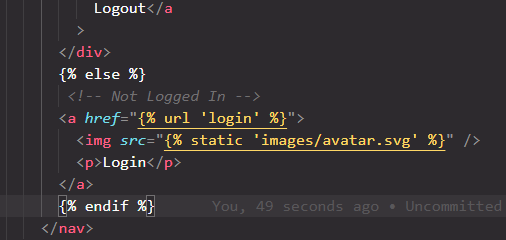 Logout</a
>
</div>
{% else %}
<!-- Not Logged In -->
<a href="{% url 'login' %}">
<img src="{% static 'images/avatar.svg' %}" />
<p>Login</p>
</a>
{% endif %} You, 49 seconds ago • Uncommitted
</nav>